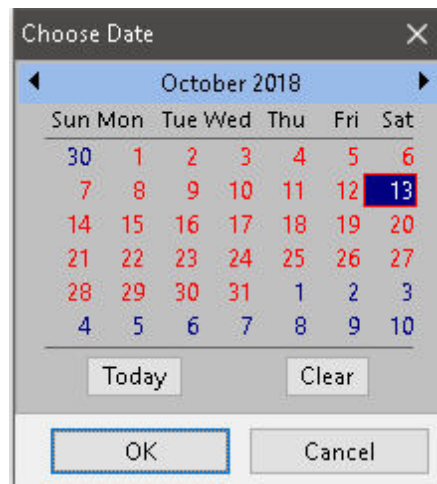 Choose Date
October 2018
Sun Mon Tue Wed Thu Fri Sat
30 1 2 3 4 5 6
7 8 9 10 11 12 13
14 15 16 17 18 19 20
21 22 23 24 25 26 27
28 29 30 31 1 2 3
4 5 6 7 8 9 10
Today Clear
OK Cancel